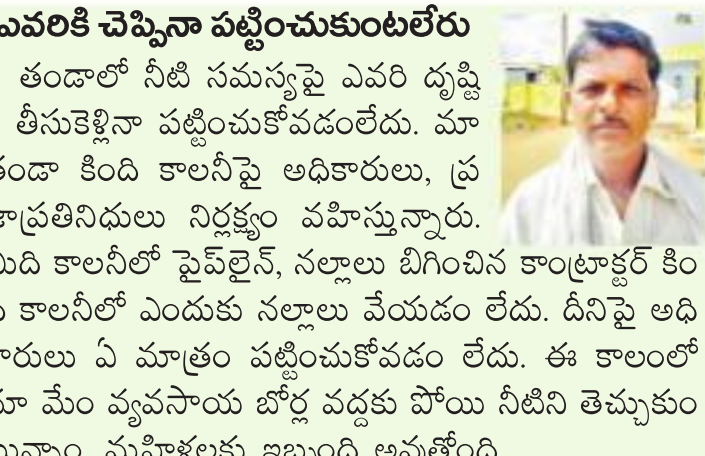 ఎవరికి చెప్పినా పట్టించుకుంటలేరు
తండాలో నీటి సమస్యపై ఎవరి దృష్టి
తీసుకెళ్లినా పట్టించుకోవడంలేదు. మా
తండా కింది కాలనీపై అధికారులు, ప్ర
జాప్రతినిధులు నిర్లక్ష్యం వహిస్తున్నారు.
మిది కాలనీలో పైప్‌లైన్, నల్లాలు బిగించిన కాంట్రాక్టర్ కిం
కాలనీలో ఎందుకు నల్లాలు వేయడం లేదు. దీనిపై అధి
కారులు ఏ మాత్రం పట్టించుకోవడం లేదు. ఈ కాలంలో
మేం వ్యవసాయ బోర్ల వద్దకు పోయి నీటిని తెచ్చుకుం
టున్నాం. మహిళలకు ఇబ్బంది అవుతోంది.